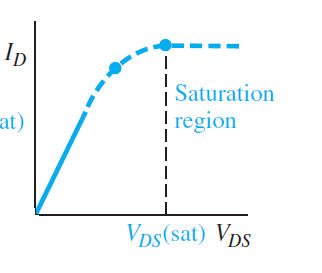 I_D
at)
Saturation
region
V_DS(sat) V_DS